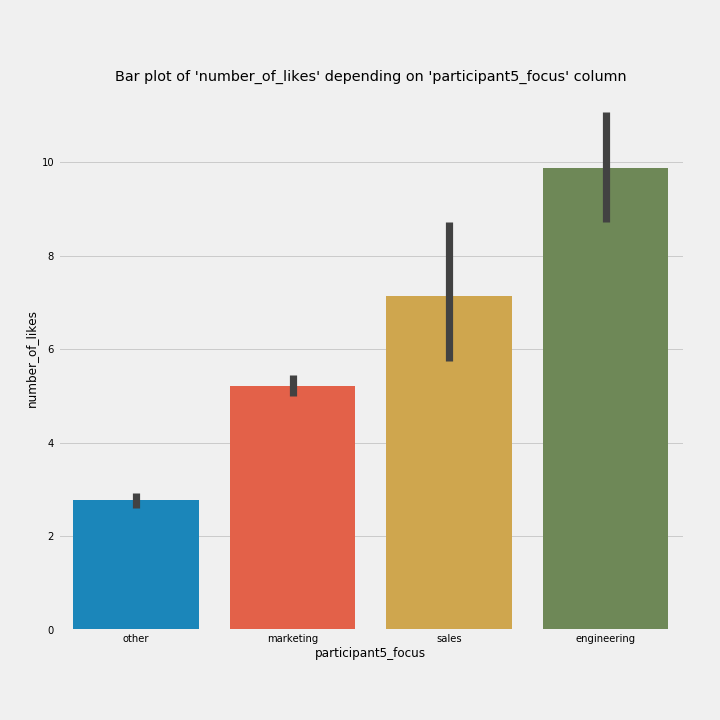 Bar plot of 'number_of_likes' depending on 'participant5_focus' column
10
8
6
4
2
0
number_of_likes
other marketing sales engineering
participant5_focus